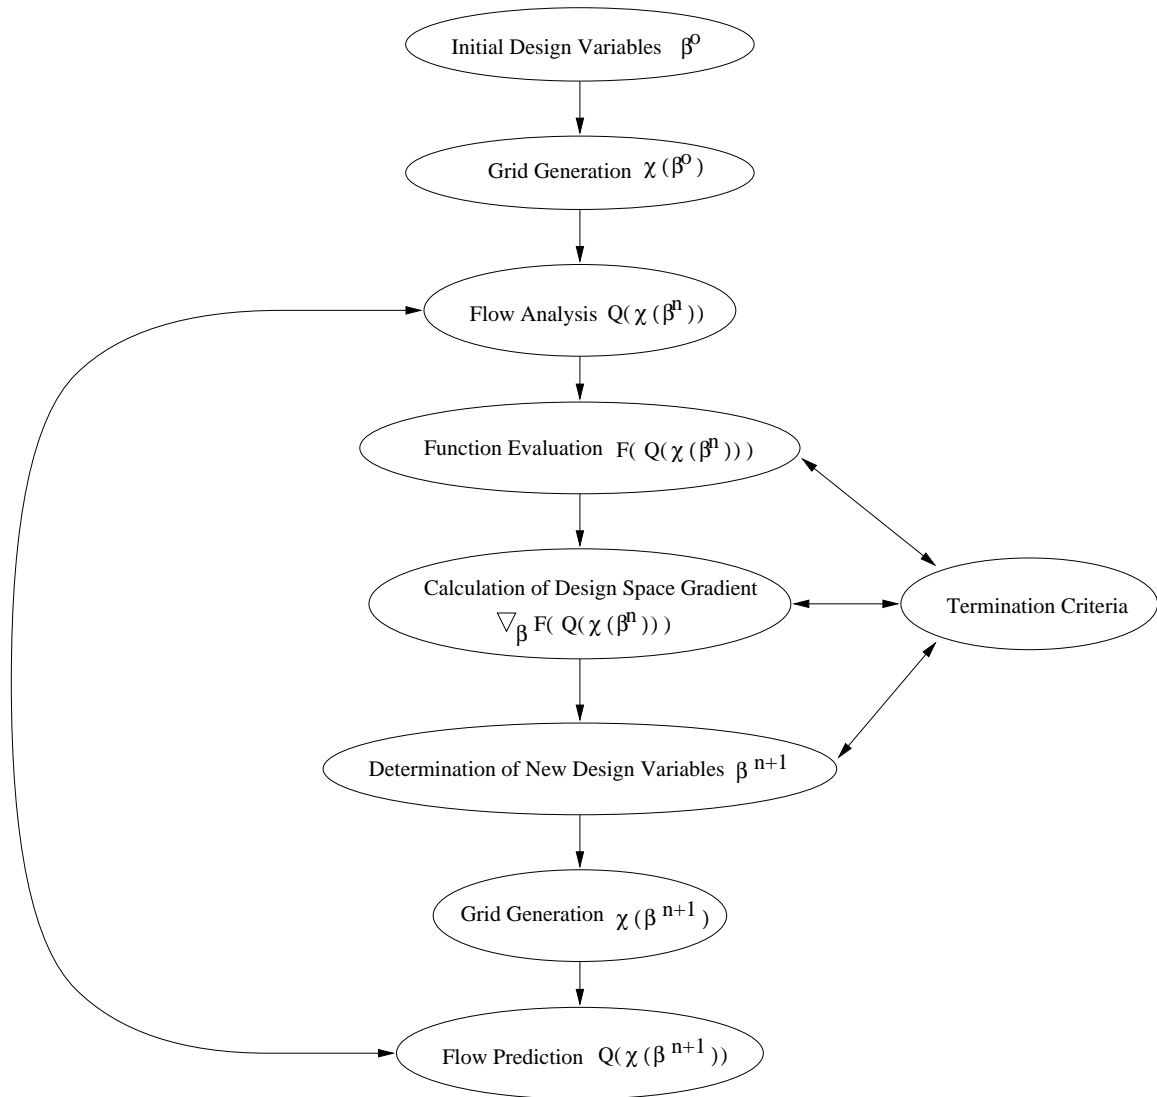 Initial Design Variables β^o
Grid Generation χ(β^o)
Flow Analysis Q(χ(β^n))
Function Evaluation F( Q(χ(β^n)))
Calculation of Design Space Gradient
▽_β F( Q(χ(β^n)))
Termination Criteria
Determination of New Design Variables β^n+1
Grid Generation χ(β^n+1)
Flow Prediction Q(χ(β^n+1))